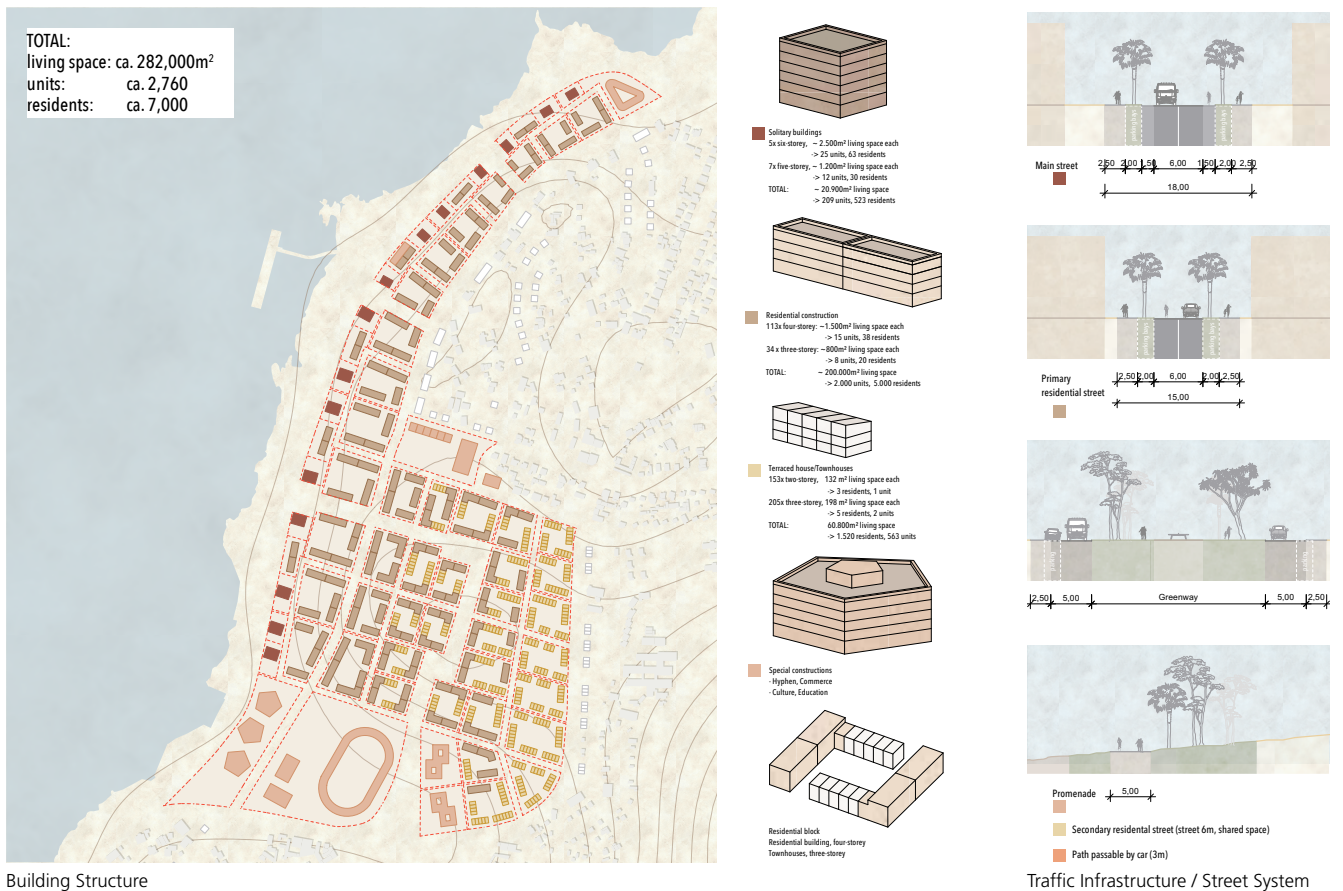 TOTAL:
living space: ca. 282,000m²
units: ca. 2,760
residents: ca. 7,000
Solitary buildings
5x six-storey, ~ 2.500m² living space each
-> 25 units, 63 residents
7x five-storey, ~ 1.200m² living space each
-> 12 units, 30 residents
TOTAL: ~ 20.900m² living space
-> 209 units, 523 residents
Residential construction
113x four-storey: ~1.500m² living space each
-> 15 units, 38 residents
34 x three-storey: ~800m² living space each
-> 8 units, 20 residents
TOTAL: ~ 200.000m² living space
-> 2.000 units, 5.000 residents
Terraced house/Townhouses
153x two-storey, 132 m² living space each
-> 3 residents, 1 unit
205x three-storey, 198 m² living space each
-> 5 residents, 2 units
TOTAL: 60.800m² living space
-> 1.520 residents, 563 units
Special constructions
- Hyphen, Commerce
- Culture, Education
Residential block
Residential building, four-storey
Townhouses, three-storey
Building Structure
Main street
2,50 2,00 1,50 6,00 1,50 2,00 2,50
18,00
Primary
residential street
2,50 2,00 6,00 2,00 2,50
15,00
2,50 5,00 Greenway 5,00 2,50
Promenade 5,00
Secondary residental street (street 6m, shared space)
Path passable by car (3m)
Traffic Infrastructure / Street System